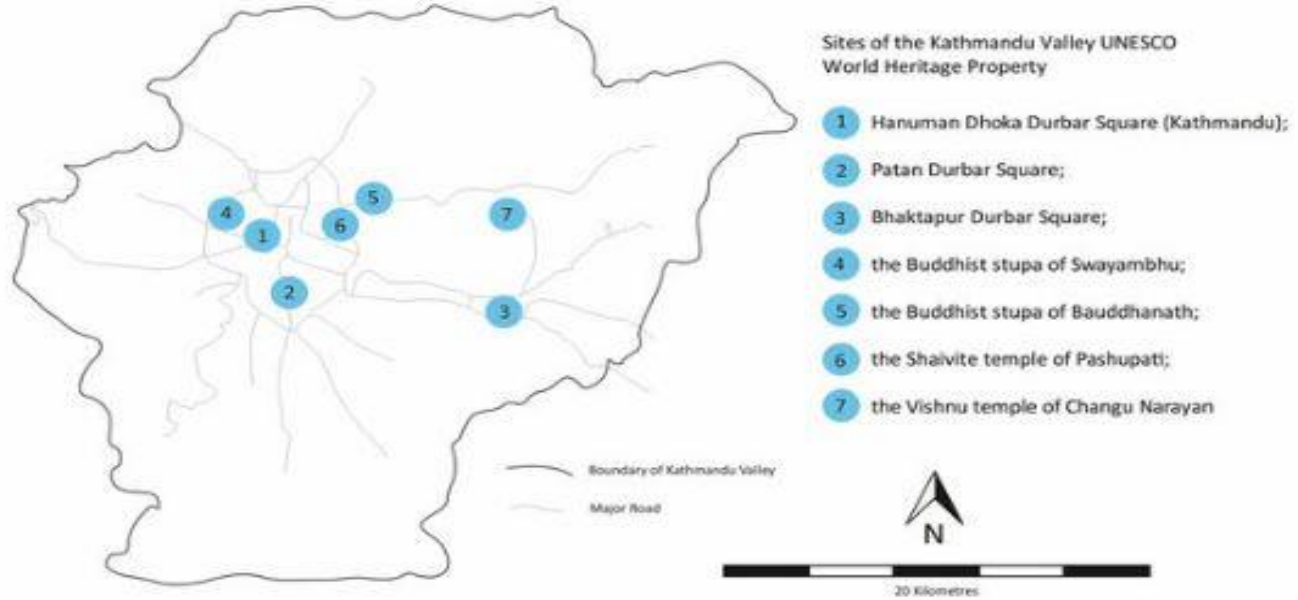 Sites of the Kathmandu Valley UNESCO
World Heritage Property
1 Hanuman Dhoka Durbar Square (Kathmandu);
2 Patan Durbar Square;
3 Bhaktapur Durbar Square;
4 the Buddhist stupa of Swayambhu;
5 the Buddhist stupa of Bauddhanath;
6 the Shaivite temple of Pashupati;
7 the Vishnu temple of Changu Narayan
5
4
7
6
1
2
3
Boundary of Kathmandu Valley
Major Road
N
20 Kilometres